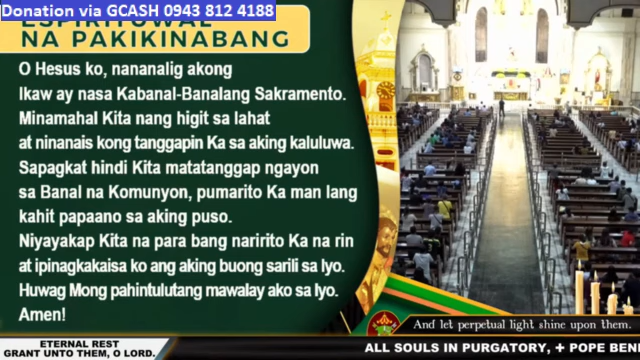 Donation via GCASH 0943 812 4188
NA PAKIKINABANG
O Hesus ko, nananalig akong
Ikaw ay nasa Kabanal-Banalang Sakramento.
Minamahal Kita nang higit sa lahat
at ninanais kong tanggapin Ka sa aking kaluluwa.
Sapagkat hindi Kita matatanggap ngayon
sa Banal na Komunyon, pumarito Ka man lang
kahit papaano sa aking puso.
Niyayakap Kita na para bang naririto Ka na rin
at ipinagkakaisa ko ang aking buong sarili sa Iyo.
Huwag Mong pahintulutang mawalay ako sa Iyo.
Amen!
And let perpetual light shine upon them.
ETERNAL REST
GRANT UNTO THEM, O LORD.
ALL SOULS IN PURGATORY, + POPE BEN